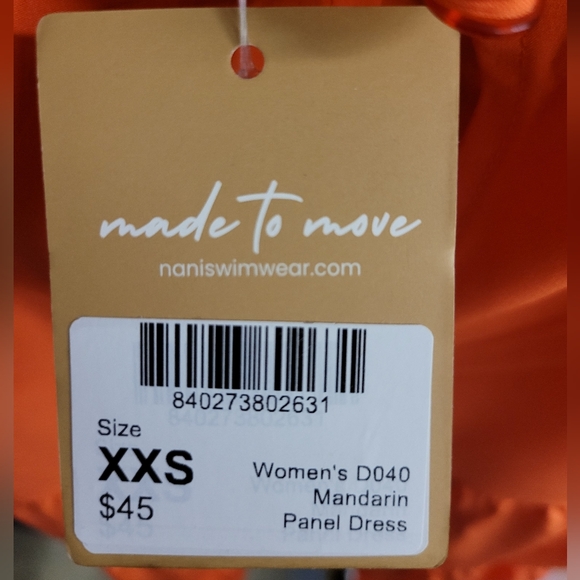 made to move
naniswimwear.com
840273802631
Size
XXS
$45
Women's D040
Mandarin
Panel Dress